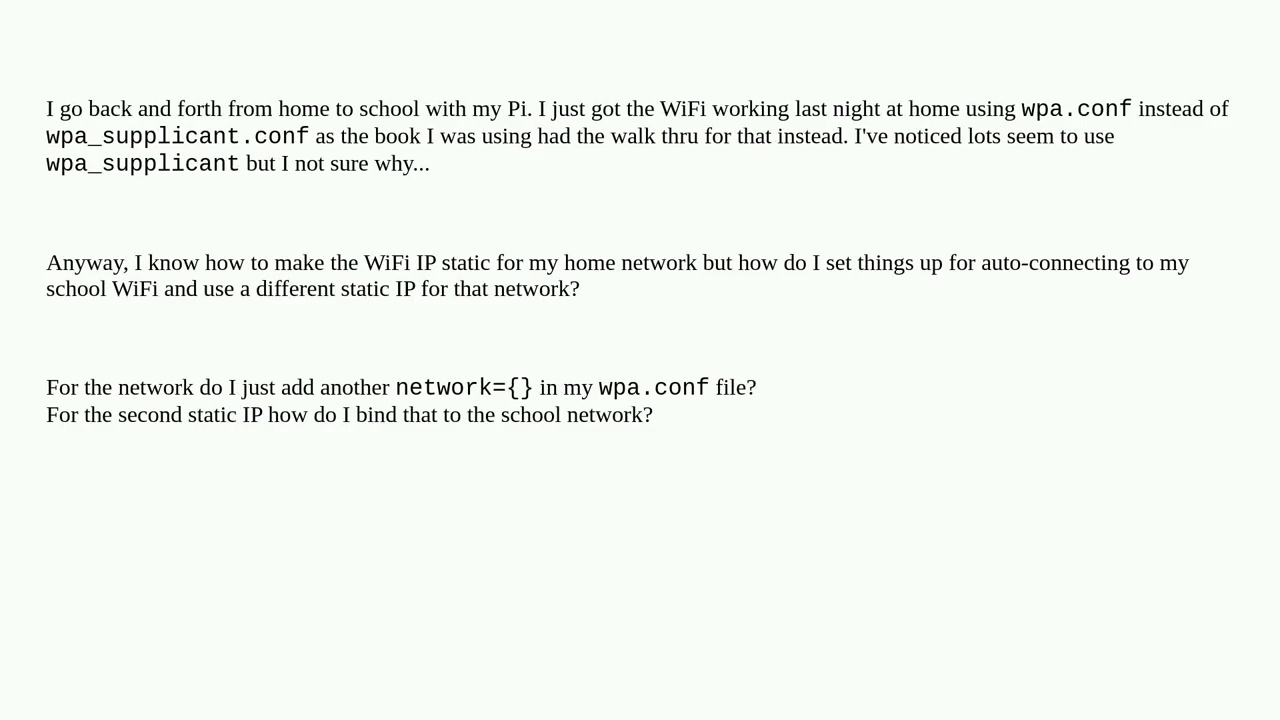 I go back and forth from home to school with my Pi. I just got the WiFi working last night at home using wpa.conf instead of
wpa_supplicant.conf as the book I was using had the walk thru for that instead. I've noticed lots seem to use
wpa_supplicant but I not sure why...
Anyway, I know how to make the WiFi IP static for my home network but how do I set things up for auto-connecting to my
school WiFi and use a different static IP for that network?
For the network do I just add another network={} in my wpa.conf file?
For the second static IP how do I bind that to the school network?